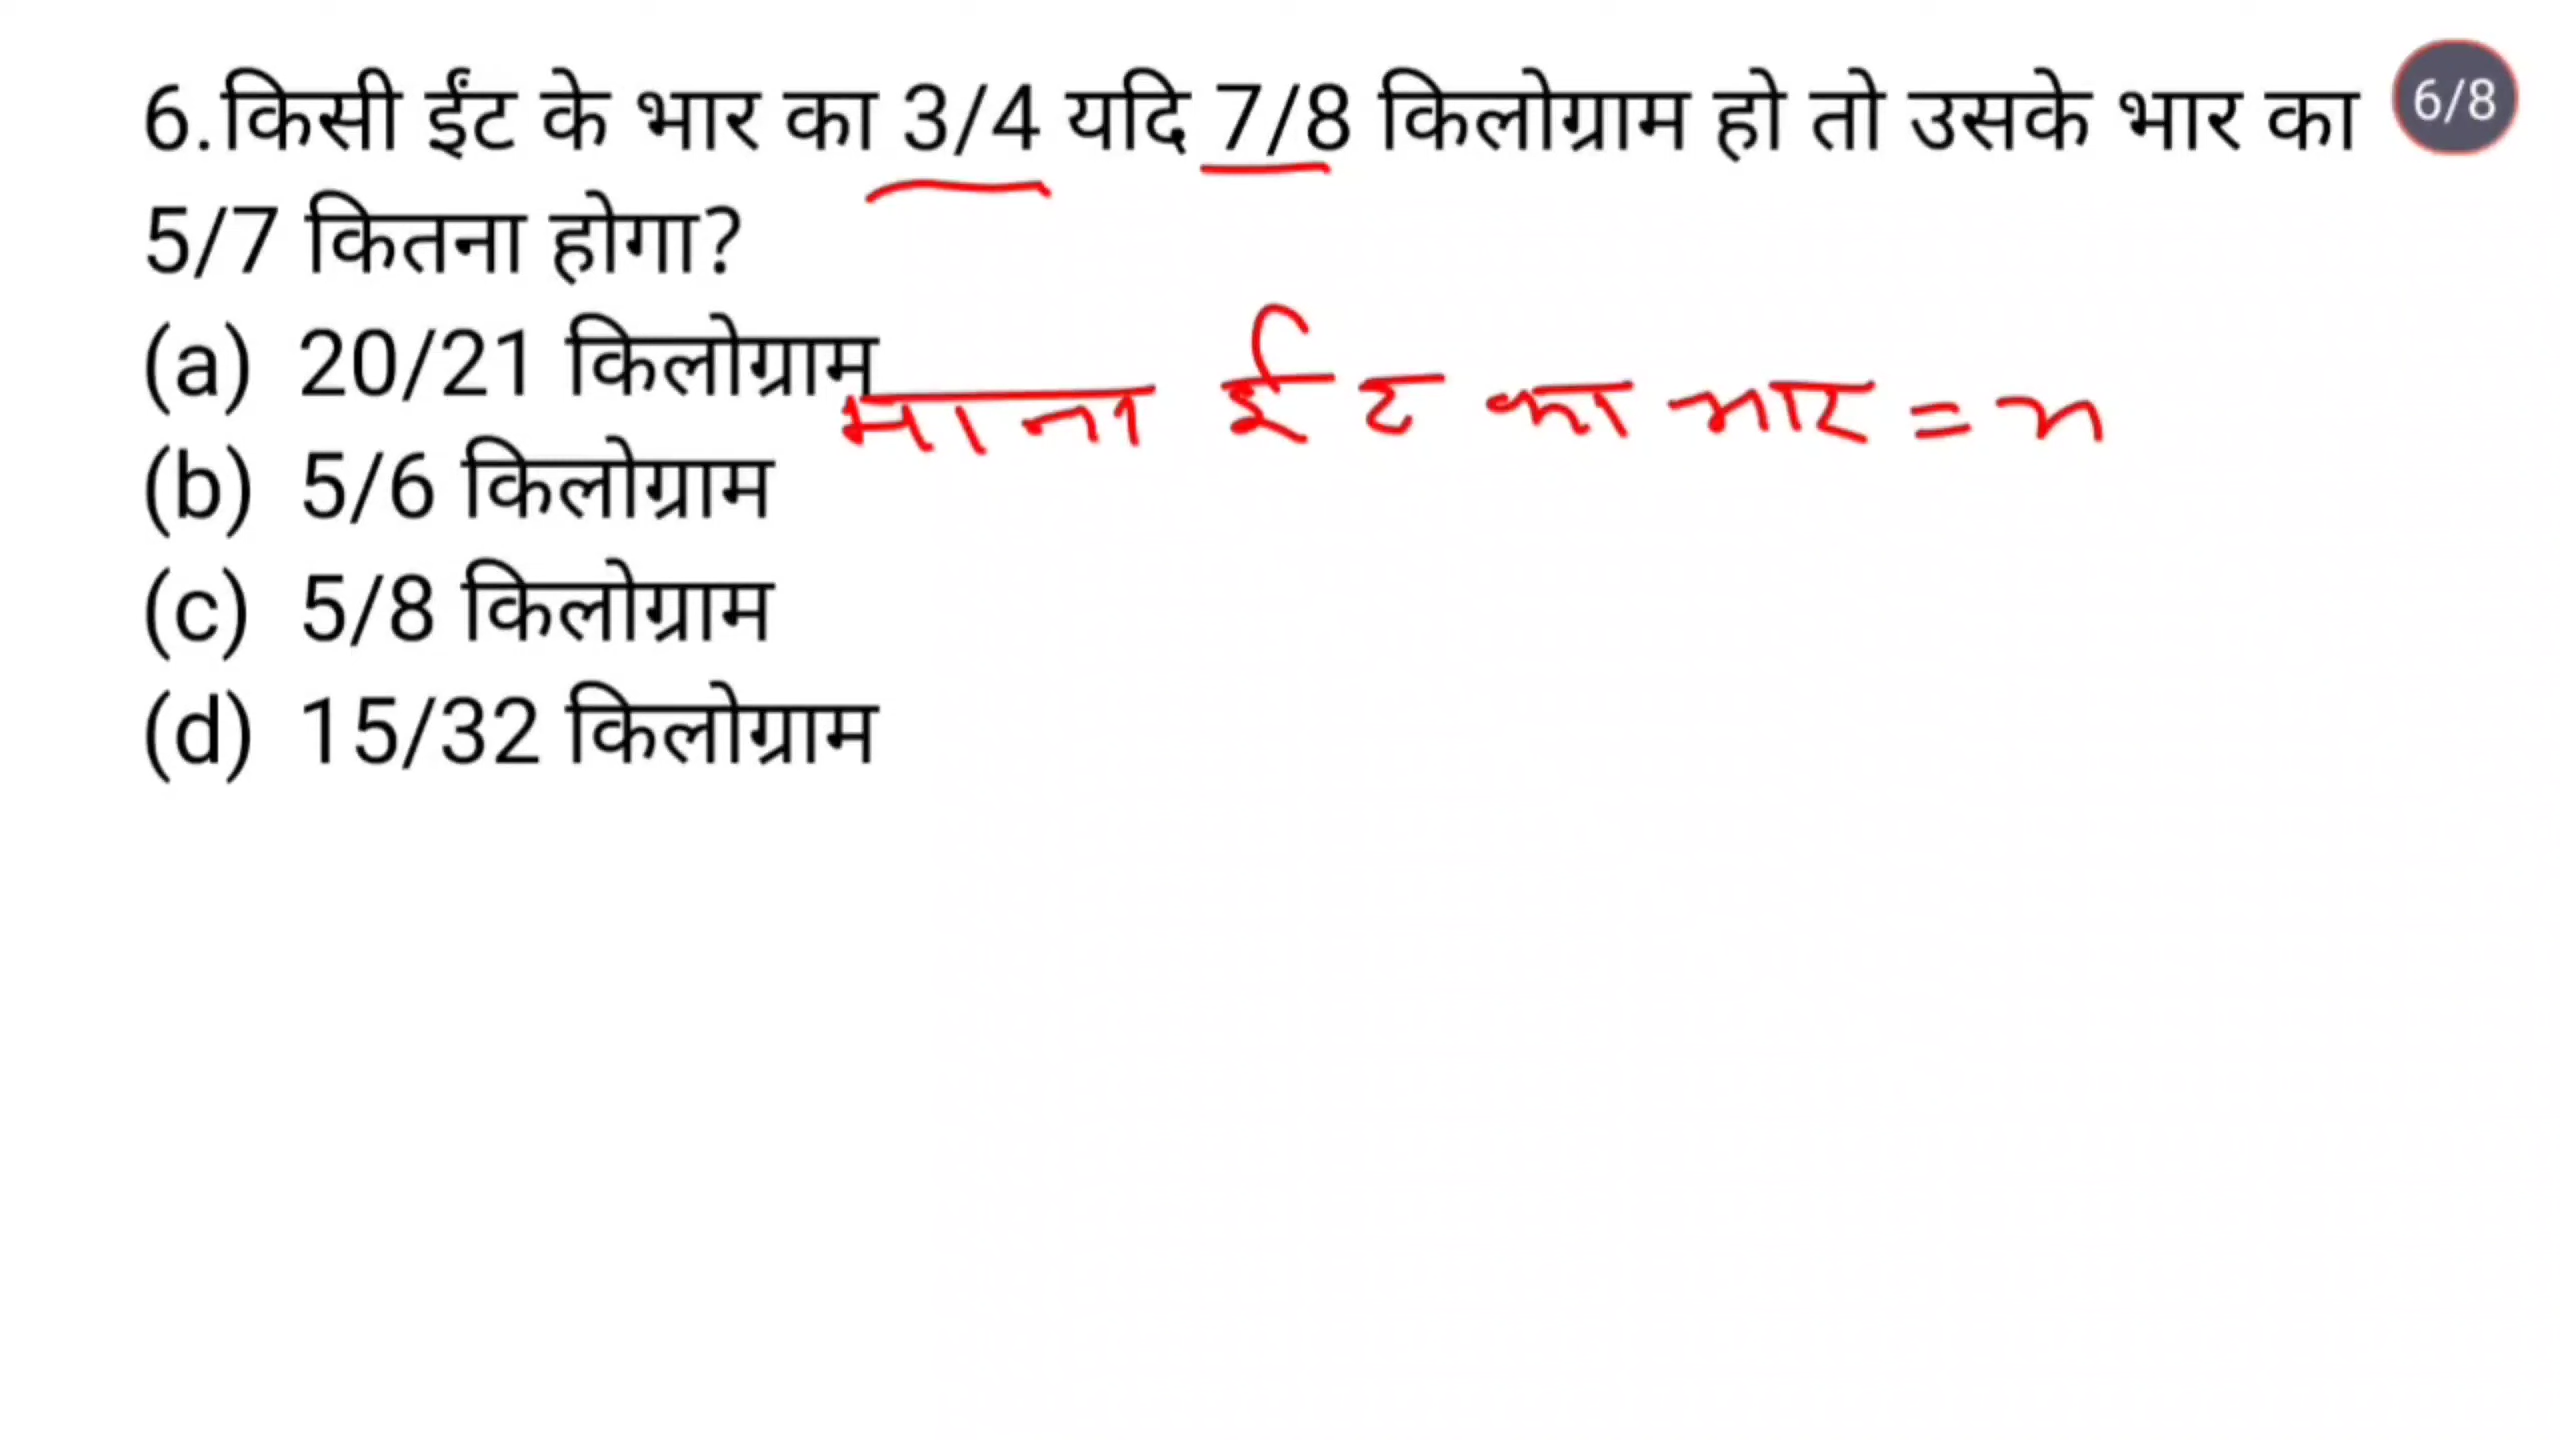 6.किसी ईंट के भार का 3/4 यदि 7/8 किलोग्राम हो तो उसके भार का
6/8
5/7 कितना होगा?
(a) 20/21 किलोग्राम
माना ईट का भार = x
(b) 5/6 किलोग्राम
(c) 5/8 किलोग्राम
(d) 15/32 किलोग्राम